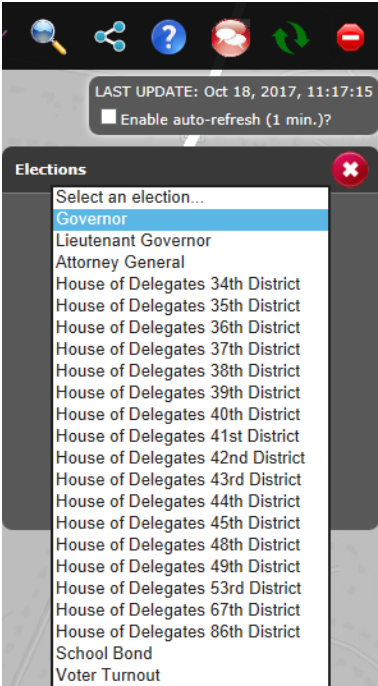 ?
LAST UPDATE: Oct 18, 2017, 11:17:15
Enable auto-refresh (1 min.)?
Elections
Select an election...
Governor
Lieutenant Governor
Attorney General
House of Delegates 34th District
House of Delegates 35th District
House of Delegates 36th District
House of Delegates 37th District
House of Delegates 38th District
House of Delegates 39th District
House of Delegates 40th District
House of Delegates 41st District
House of Delegates 42nd District
House of Delegates 43rd District
House of Delegates 44th District
House of Delegates 45th District
House of Delegates 48th District
House of Delegates 49th District
House of Delegates 53rd District
House of Delegates 67th District
House of Delegates 86th District
School Bond
Voter Turnout